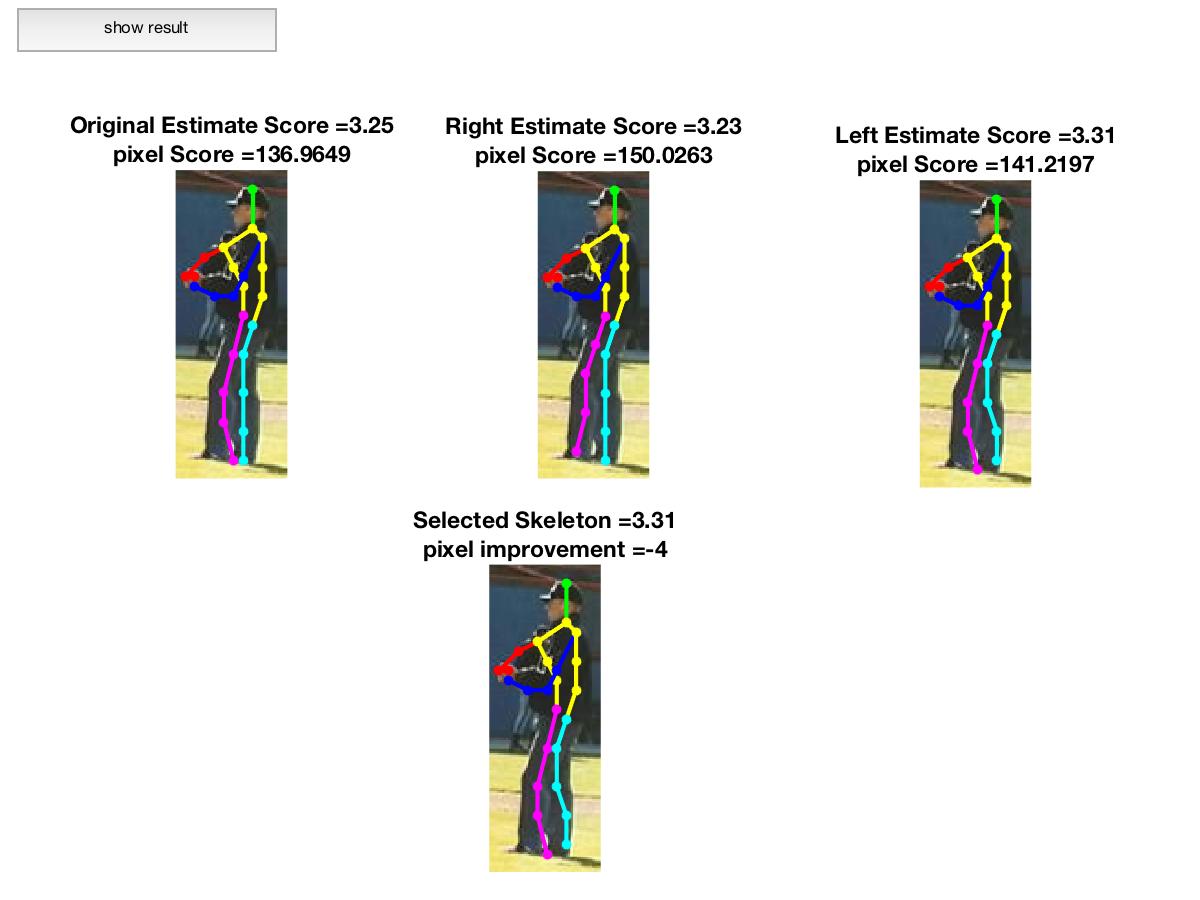 show result
Original Estimate Score =3.25
pixel Score =136.9649
Right Estimate Score =3.23
pixel Score =150.0263
Left Estimate Score =3.31
pixel Score =141.2197
Selected Skeleton =3.31
pixel improvement =-4